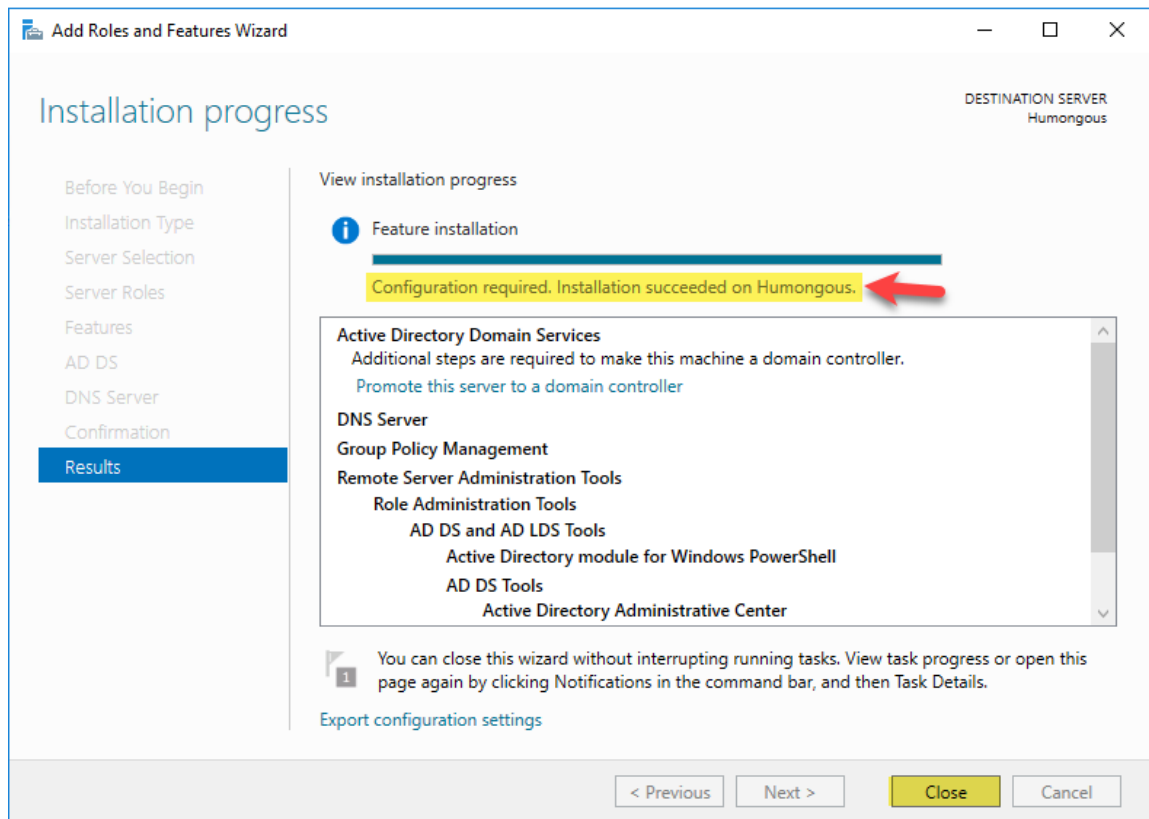 Add Roles and Features Wizard
Installation progress
DESTINATION SERVER
Humongous
Before You Begin
Installation Type
Server Selection
Server Roles
Features
AD DS
DNS Server
Confirmation
Results
View installation progress
Feature installation
Configuration required. Installation succeeded on Humongous.
Active Directory Domain Services
Additional steps are required to make this machine a domain controller.
Promote this server to a domain controller
DNS Server
Group Policy Management
Remote Server Administration Tools
Role Administration Tools
AD DS and AD LDS Tools
Active Directory module for Windows PowerShell
AD DS Tools
Active Directory Administrative Center
1
You can close this wizard without interrupting running tasks. View task progress or open this
page again by clicking Notifications in the command bar, and then Task Details.
Export configuration settings
< Previous
Next >
Close
Cancel